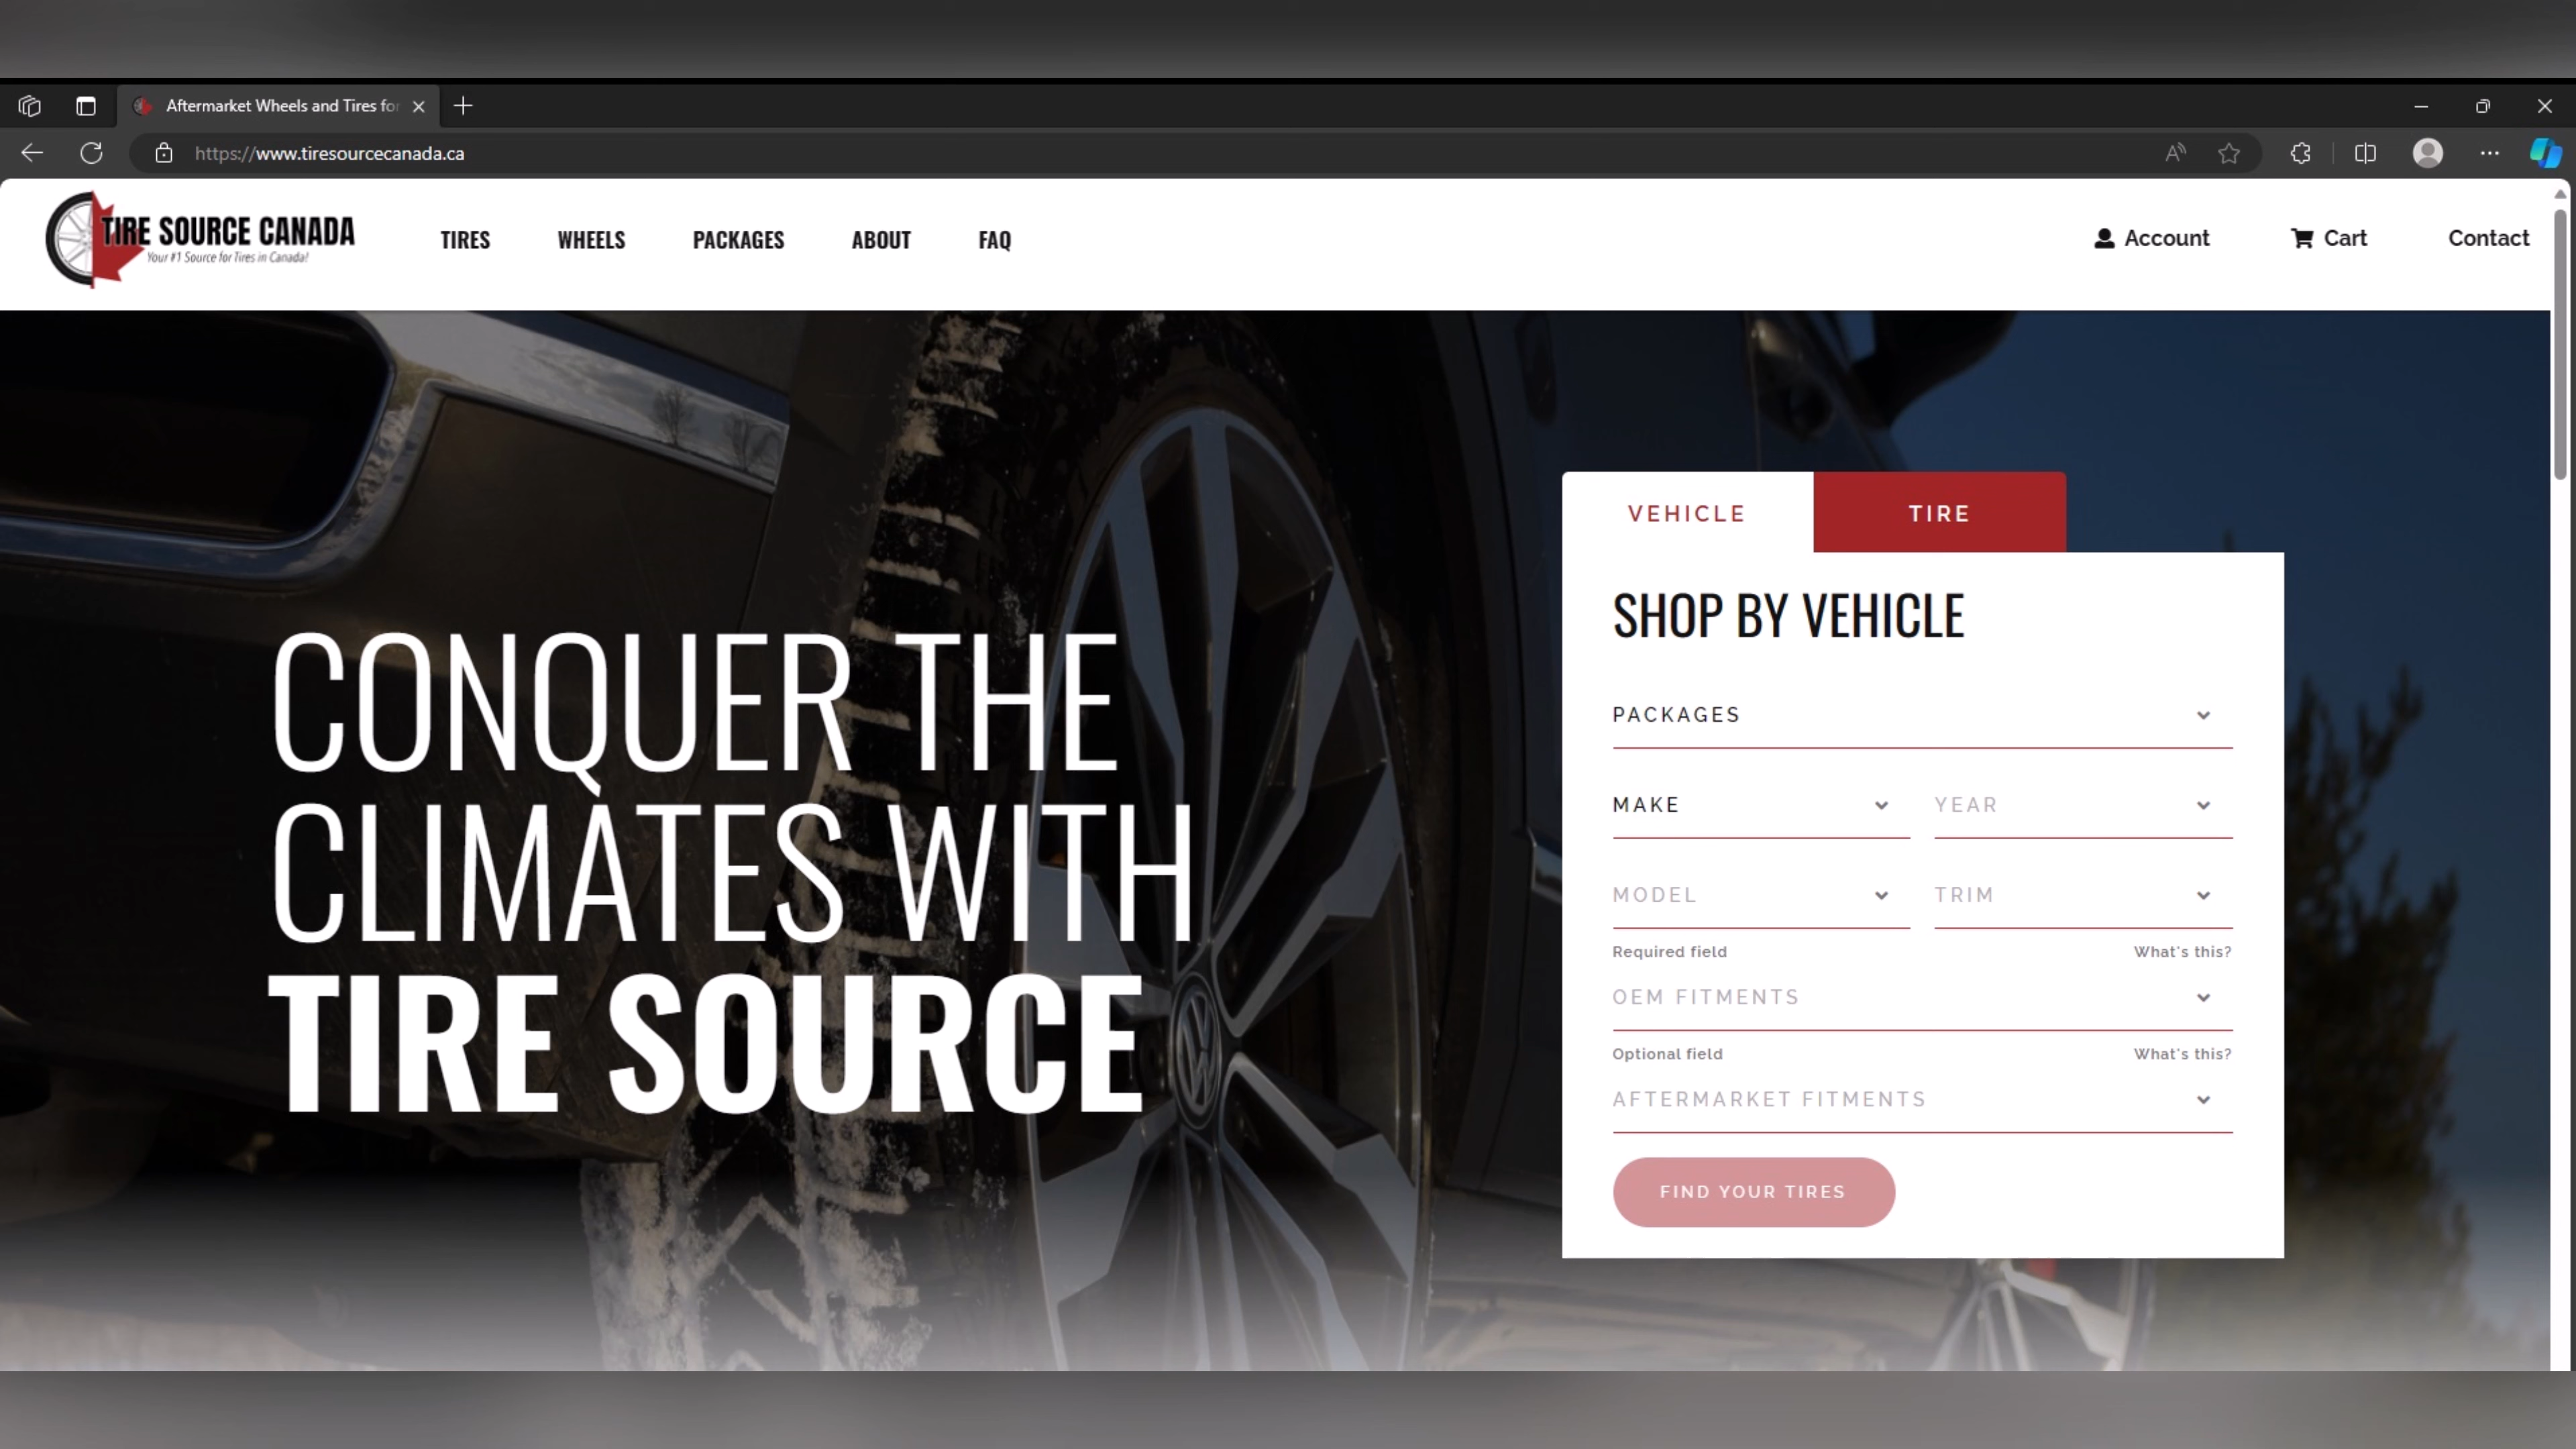 Aftermarket Wheels and Tires for
https://www.tiresourcecanada.ca
TIRE SOURCE CANADA
Your #1 Source for Tires in Canada!
TIRES
WHEELS
PACKAGES
ABOUT
FAQ
Account
Cart
Contact
CONQUER THE
CLIMATES WITH
TIRE SOURCE
VEHICLE
TIRE
SHOP BY VEHICLE
PACKAGES
MAKE
YEAR
MODEL
TRIM
Required field
What's this?
OEM FITMENTS
Optional field
What's this?
AFTERMARKET FITMENTS
FIND YOUR TIRES